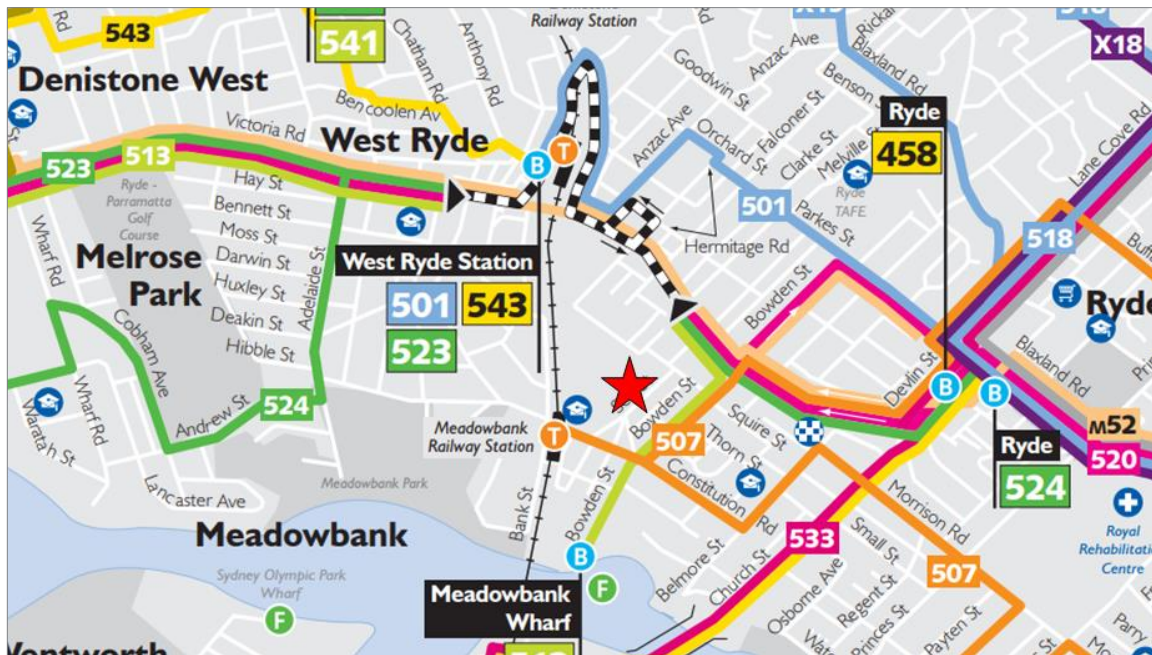 543
541
Denistone West
Chatham Rd
Anthony Rd
Bencoolen Av
Railway Station
Goodwin St
Anzac Ave
Falconer St
Benson
Blaxland Rd
518
X18
Victoria Rd
West Ryde
B
T
Anzac Ave
Orchard St
Clarke St
Melville
Ryde
458
Lane Cove Rd
523
513
Hay St
Bennett St
Moss St
Darwin St
Huxley St
Deakin St
Hibble St
Ryde -
Parramatta
Golf
Course
Wharf Rd
Melrose
Park
Adelaide St
Ryde
TAFE
501
Parkes St
Hermitage Rd
518
West Ryde Station
501
543
523
Bowden St
Ryde
Blaxland Rd
Cobham Ave
Andrew St
524
Wharf Rd
Waratah St
Lancaster Ave
Meadowbank
Railway Station
T
Bowden St
507
Squire St
Thorn St
Devlin St
B
B
M52
520
Ryde
524
Meadowbank Park
Constitution Rd
Morrison Rd
Royal
Rehabilitatio
Centre
Meadowbank
Bank St
Bowden St
B
F
533
Small St
507
Sydney Olympic Park
Wharf
F
Meadowbank
Wharf
Belmore St
Church St
Osborne Ave
Regent St
Princes St
Payten St
Parry